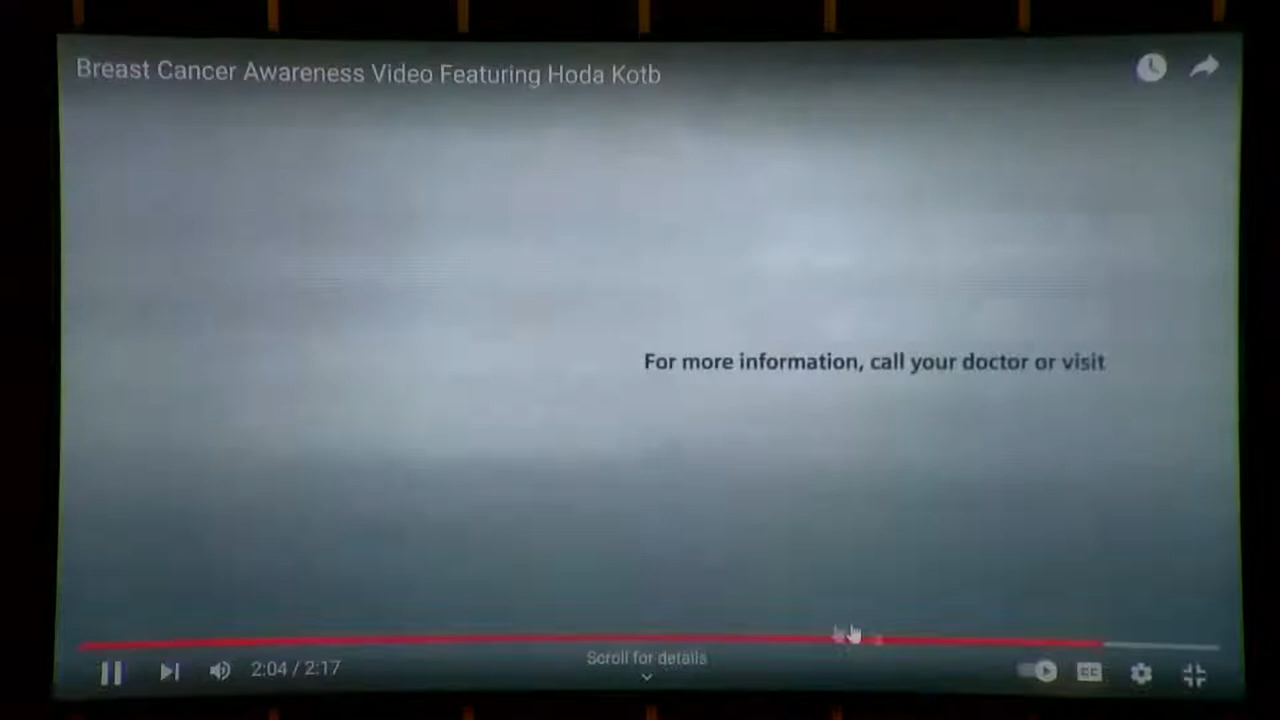 Breast Cancer Awareness Video Featuring Hoda Kotb
For more information, call your doctor or visit
Scroll for details
2:04 / 2:17
CC